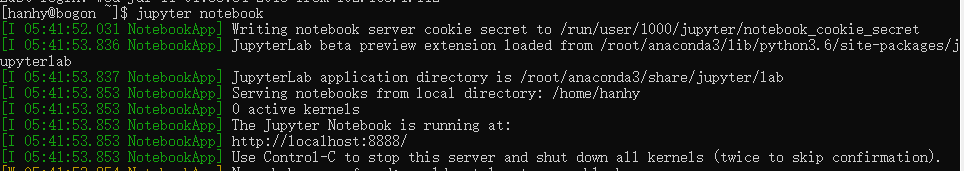 [hanhy@bogon ~]$ jupyter notebook
[I 05:41:52.031 NotebookApp] Writing notebook server cookie secret to /run/user/1000/jupyter/notebook_cookie_secret
[I 05:41:53.836 NotebookApp] JupyterLab beta preview extension loaded from /root/anaconda3/lib/python3.6/site-packages/j
upyterlab
[I 05:41:53.837 NotebookApp] JupyterLab application directory is /root/anaconda3/share/jupyter/lab
[I 05:41:53.853 NotebookApp] Serving notebooks from local directory: /home/hanhy
[I 05:41:53.853 NotebookApp] 0 active kernels
[I 05:41:53.853 NotebookApp] The Jupyter Notebook is running at:
[I 05:41:53.853 NotebookApp] http://localhost:8888/
[I 05:41:53.853 NotebookApp] Use Control-C to stop this server and shut down all kernels (twice to skip confirmation).